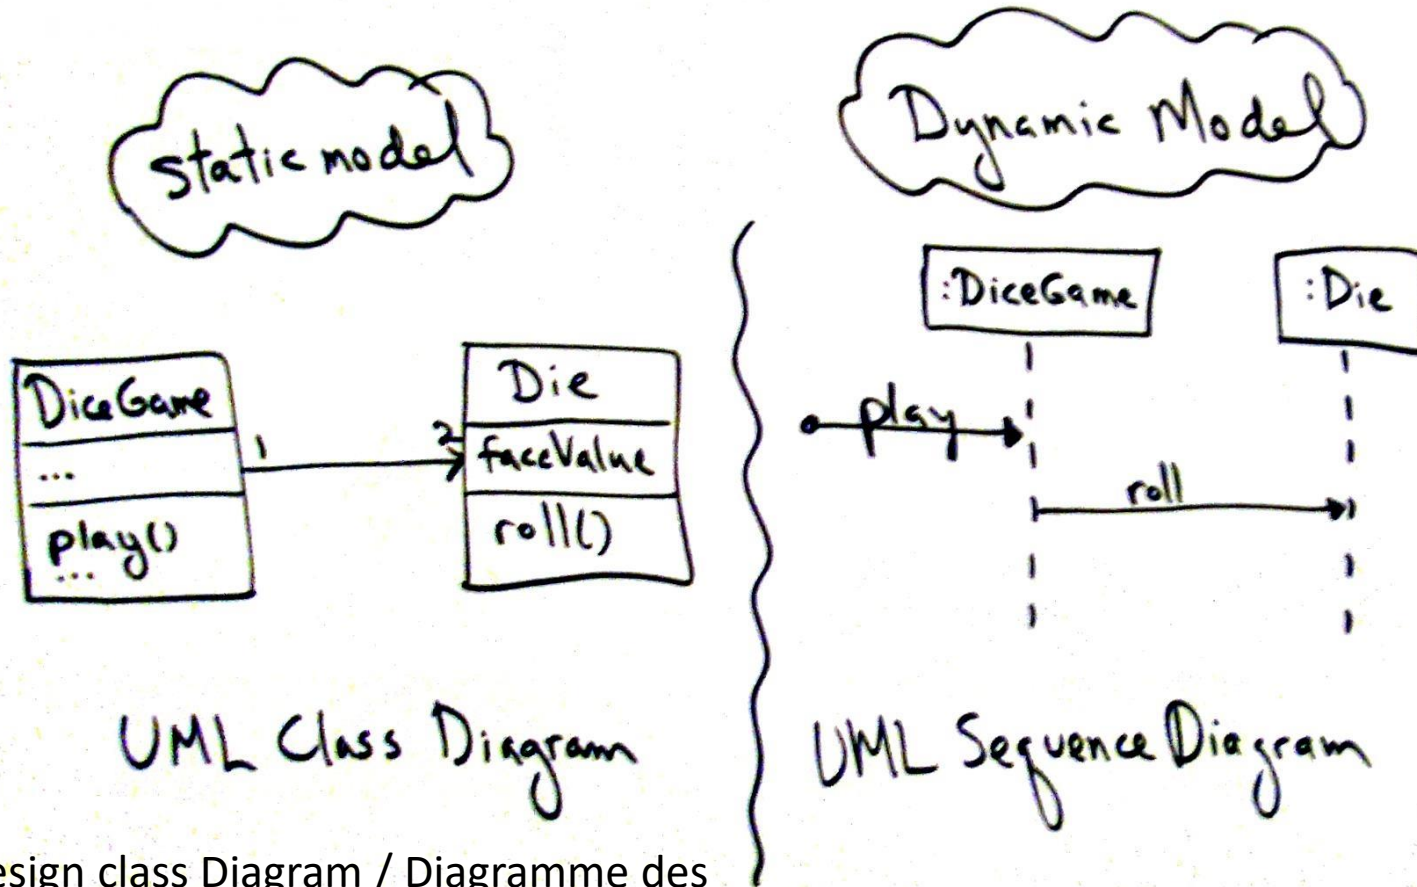 static model
Dynamic Model
DiceGame
...
play()
...
1
2
Die
faceValue
roll()
:DiceGame
:Die
play
roll
UML Class Diagram
UML Sequence Diagram
esign class Diagram / Diagramme des